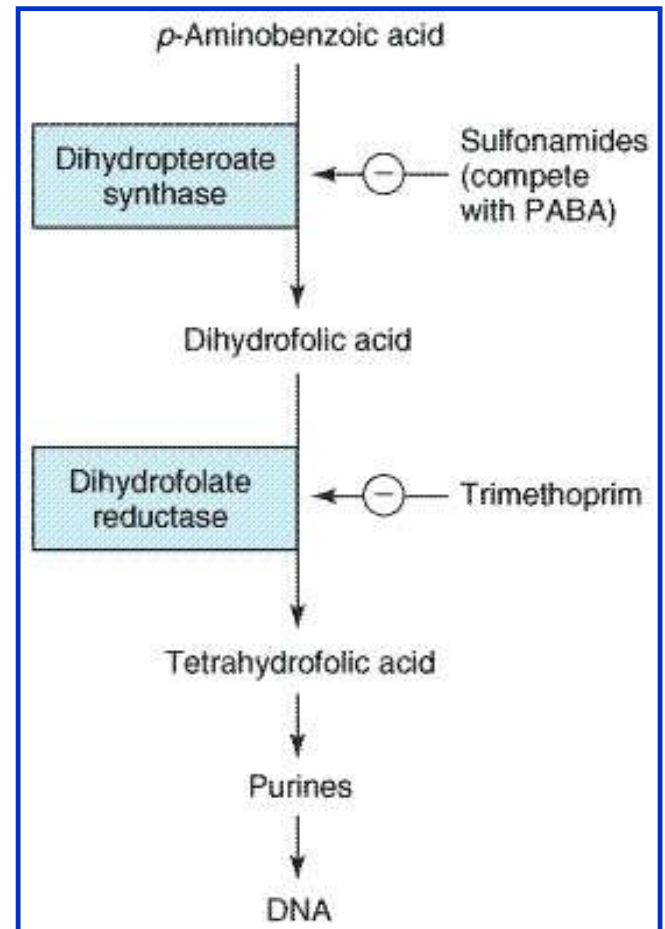 p-Aminobenzoic acid
Dihydropteroate
synthase
Sulfonamides
(compete
with PABA)
Dihydrofolic acid
Dihydrofolate
reductase
Trimethoprim
Tetrahydrofolic acid
Purines
DNA